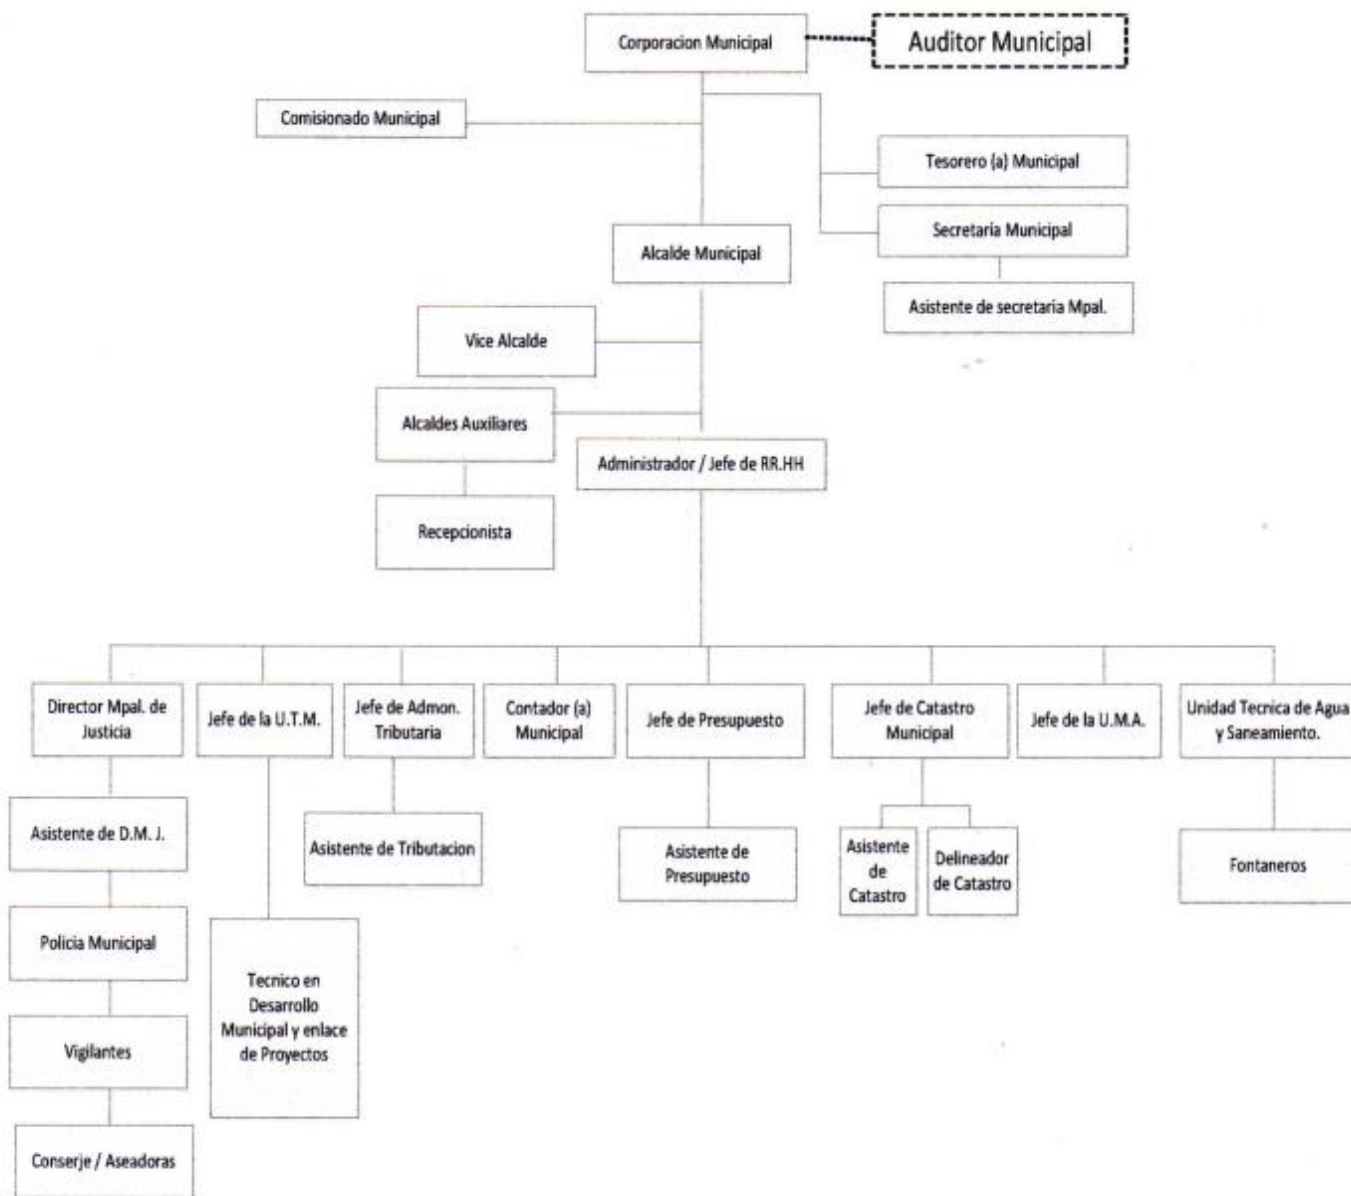 Corporacion Municipal
Auditor Municipal
Comisionado Municipal
Tesorero (a) Municipal
Secretaria Municipal
Alcalde Municipal
Asistente de secretaria Mpal.
Vice Alcalde
Alcaldes Auxiliares
Administrador / Jefe de RR.HH
Recepcionista
Director Mpal. de
Justicia
Jefe de la U.T.M.
Jefe de Admon.
Tributaria
Contador (a)
Municipal
Jefe de Presupuesto
Jefe de Catastro
Municipal
Jefe de la U.M.A.
Unidad Tecnica de Agua
y Saneamiento.
Asistente de D.M. J.
Asistente de Tributacion
Asistente de
Presupuesto
Asistente
de
Catastro
Delineador
de Catastro
Fontaneros
Policia Municipal
Tecnico en
Desarrollo
Municipal y enlace
de Proyectos
Vigilantes
Conserje / Aseadoras